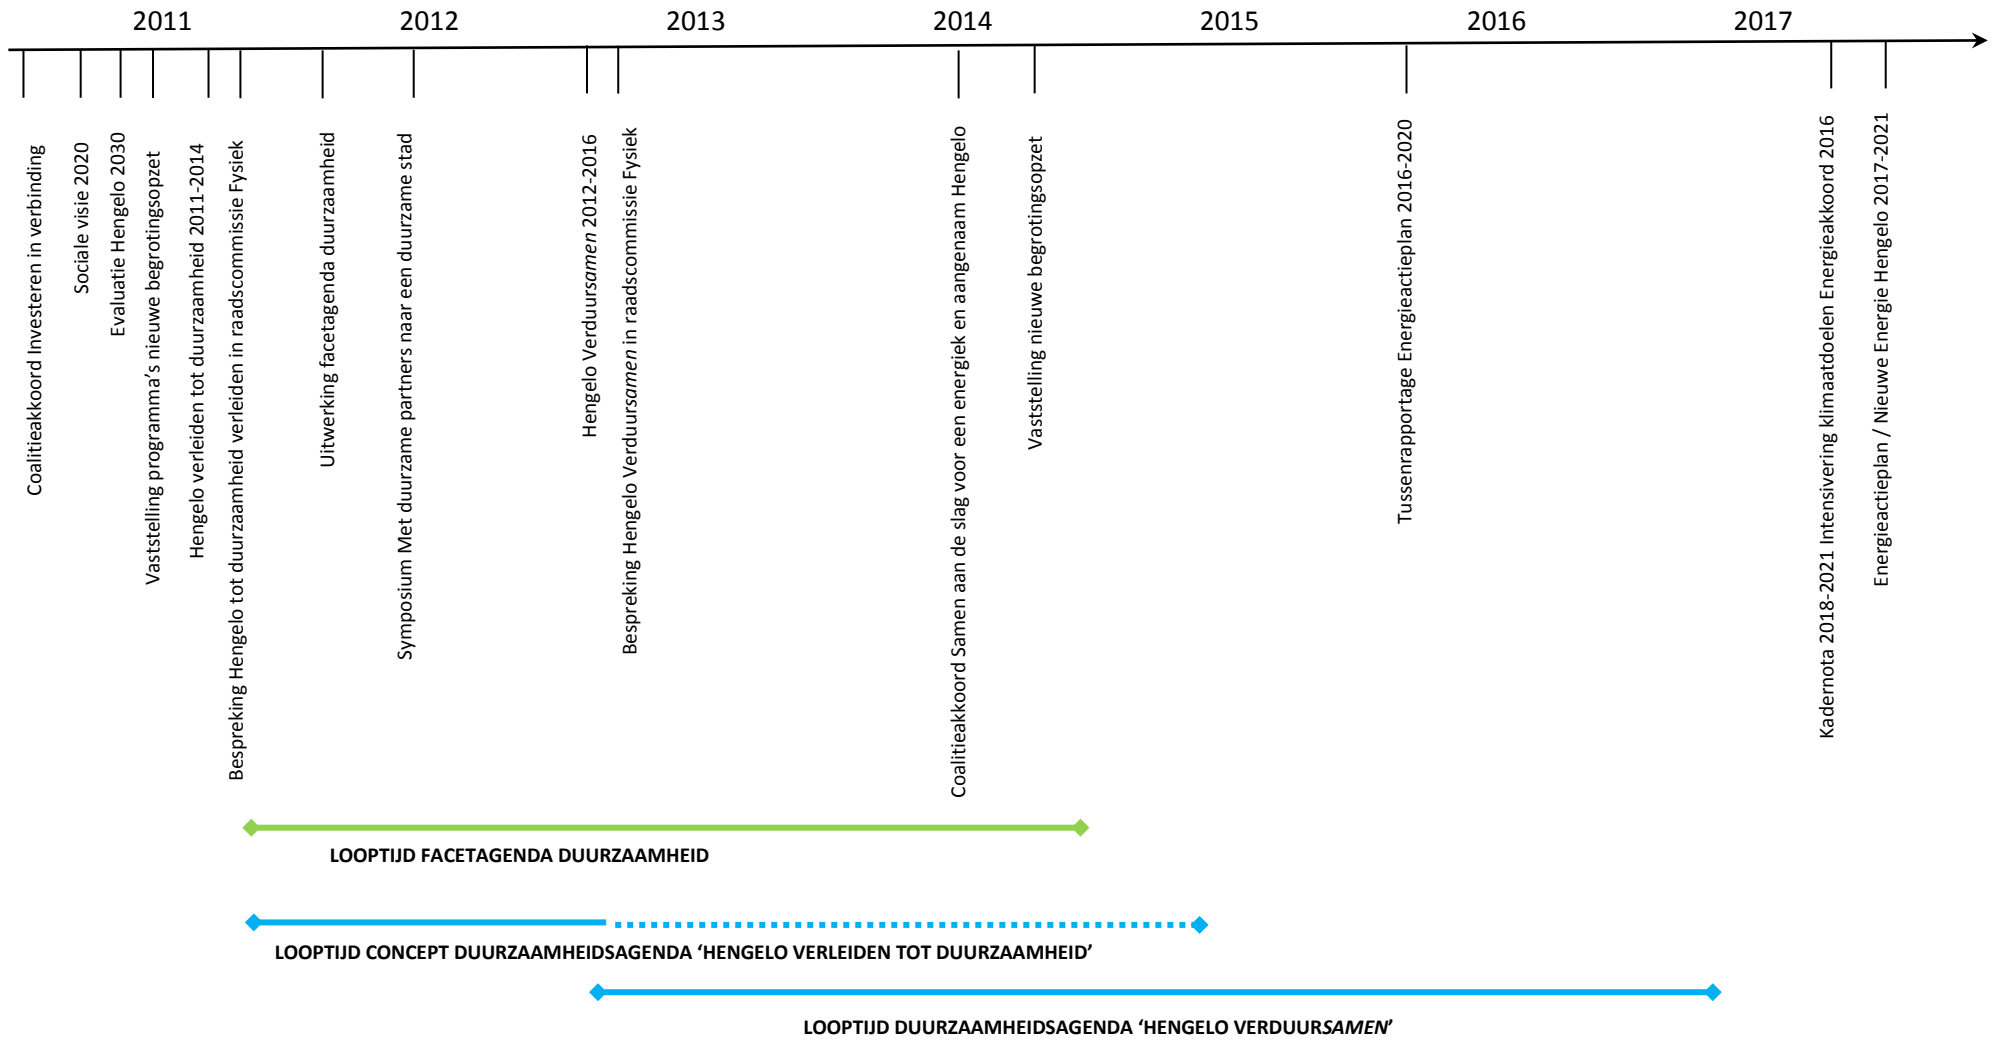 2011
2012
2013
2014
2015
2016
2017
Coalitieakkoord Investeren in verbinding
Sociale visie 2020
Evaluatie Hengelo 2030
Vaststelling programma’s nieuwe begrotingsopzet
Hengelo verleiden tot duurzaamheid 2011-2014
Bespreking Hengelo tot duurzaamheid verleiden in raadscommissie Fysiek
Uitwerking facetagenda duurzaamheid
Symposium Met duurzame partners naar een duurzame stad
Hengelo Verduursamen 2012-2016
Bespreking Hengelo Verduursamen in raadscommissie Fysiek
Coalitieakkoord Samen aan de slag voor een energiek en aangenaam Hengelo
Vaststelling nieuwe begrotingsopzet
Tussenrapportage Energieactieplan 2016-2020
Kadernota 2018-2021 Intensivering klimaatdoelen Energieakkoord 2016
Energieactieplan / Nieuwe Energie Hengelo 2017-2021
LOOPTIJD FACETAGENDA DUURZAAMHEID
LOOPTIJD CONCEPT DUURZAAMHEIDSAGENDA ‘HENGELO VERLEIDEN TOT DUURZAAMHEID’
LOOPTIJD DUURZAAMHEIDSAGENDA ‘HENGELO VERDUURSAMEN’